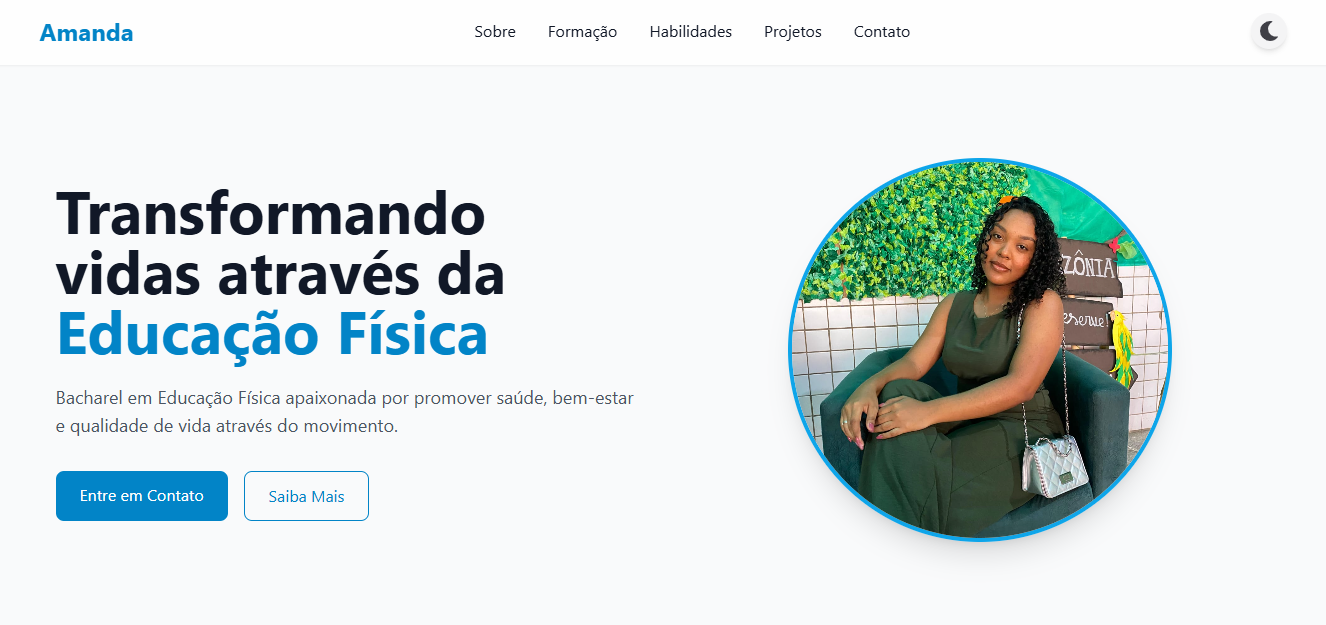 Amanda
Sobre
Formação
Habilidades
Projetos
Contato
Transformando
vidas através da
Educação Física
Bacharel em Educação Física apaixonada por promover saúde, bem-estar
e qualidade de vida através do movimento.
Entre em Contato
Saiba Mais
ZÔNIA
eserve!